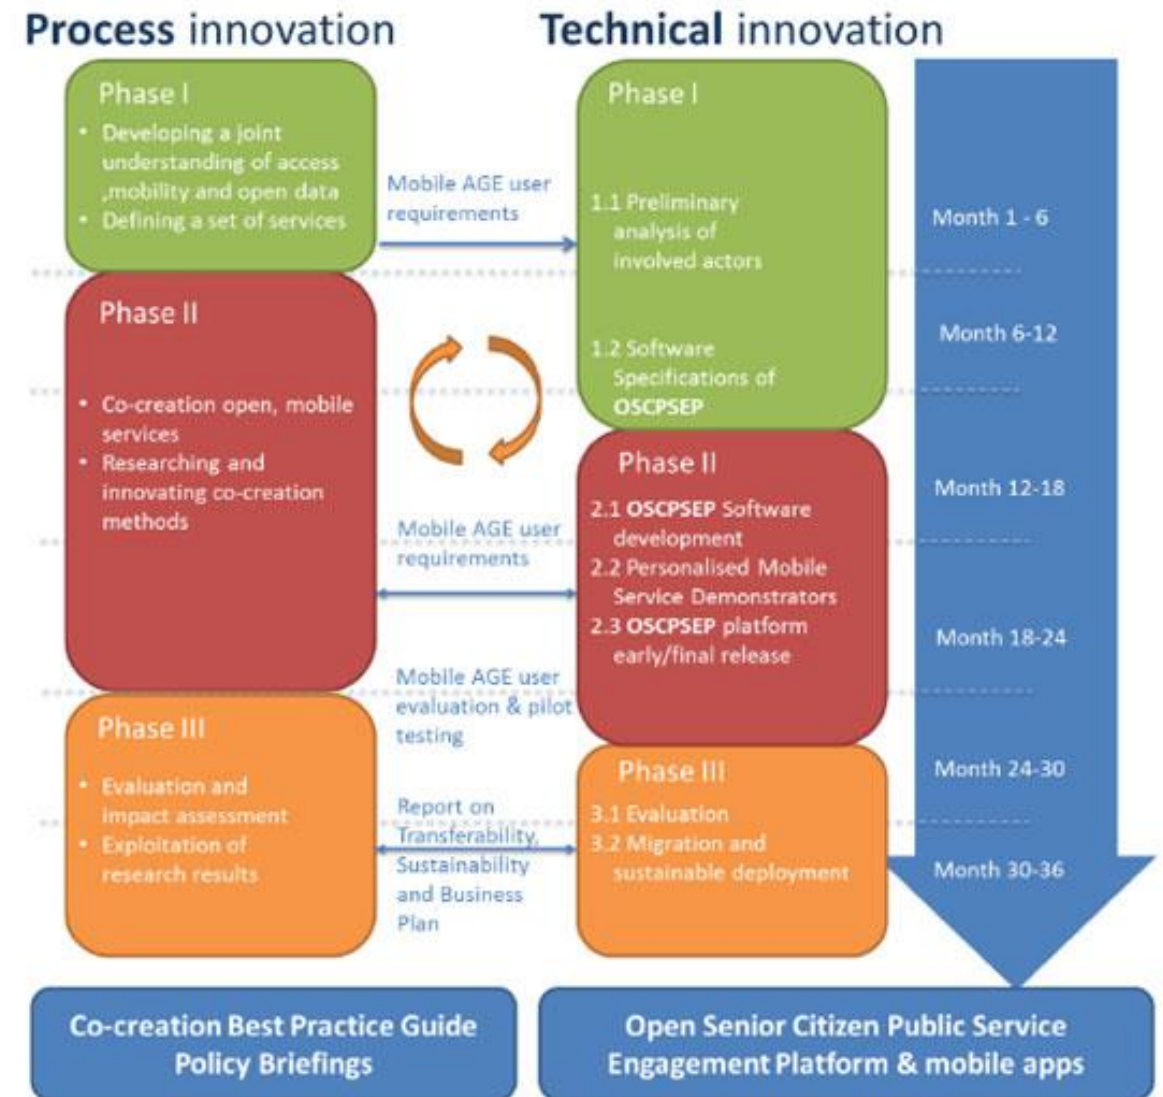 Process innovation
Technical innovation
Phase I
• Developing a joint
understanding of access
,mobility and open data
• Defining a set of services
Mobile AGE user
requirements
Phase I
1.1 Preliminary
analysis of
involved actors
1.2 Software
Specifications of
OSCPSEP
Month 1 - 6
Month 6-12
Phase II
• Co-creation open, mobile
services
• Researching and
innovating co-creation
methods
Mobile AGE user
requirements
Mobile AGE user
evaluation & pilot
testing
Phase II
2.1 OSCPSEP Software
development
2.2 Personalised Mobile
Service Demonstrators
2.3 OSCPSEP platform
early/final release
Month 12-18
Month 18-24
Phase III
• Evaluation and
impact assessment
• Exploitation of
research results
Report on
Transferability,
Sustainability
and Business
Plan
Phase III
3.1 Evaluation
3.2 Migration and
sustainable deployment
Month 24-30
Month 30-36
Co-creation Best Practice Guide
Policy Briefings
Open Senior Citizen Public Service
Engagement Platform & mobile apps